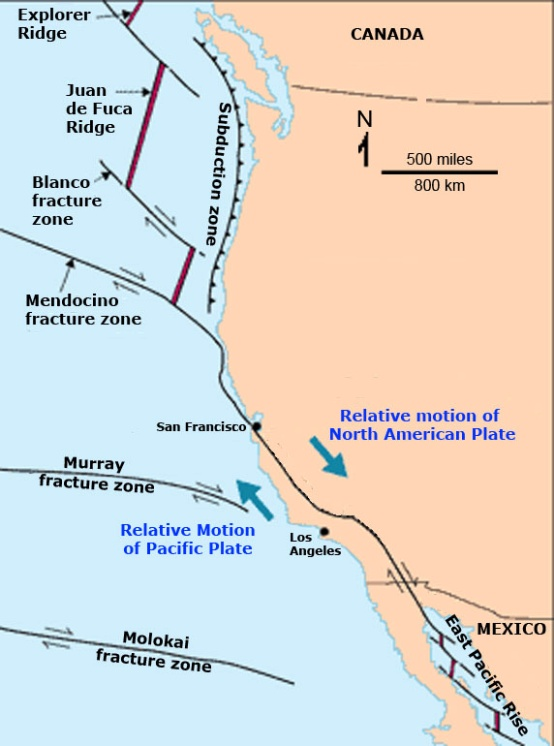 Explorer
Ridge
CANADA
Juan
de Fuca
Ridge
Subduction zone
N
500 miles
800 km
Blanco
fracture
zone
Mendocino
fracture zone
San Francisco
Relative motion of
North American Plate
Murray
fracture zone
Relative Motion
of Pacific Plate
Los
Angeles
MEXICO
East Pacific Rise
Molokai
fracture zone